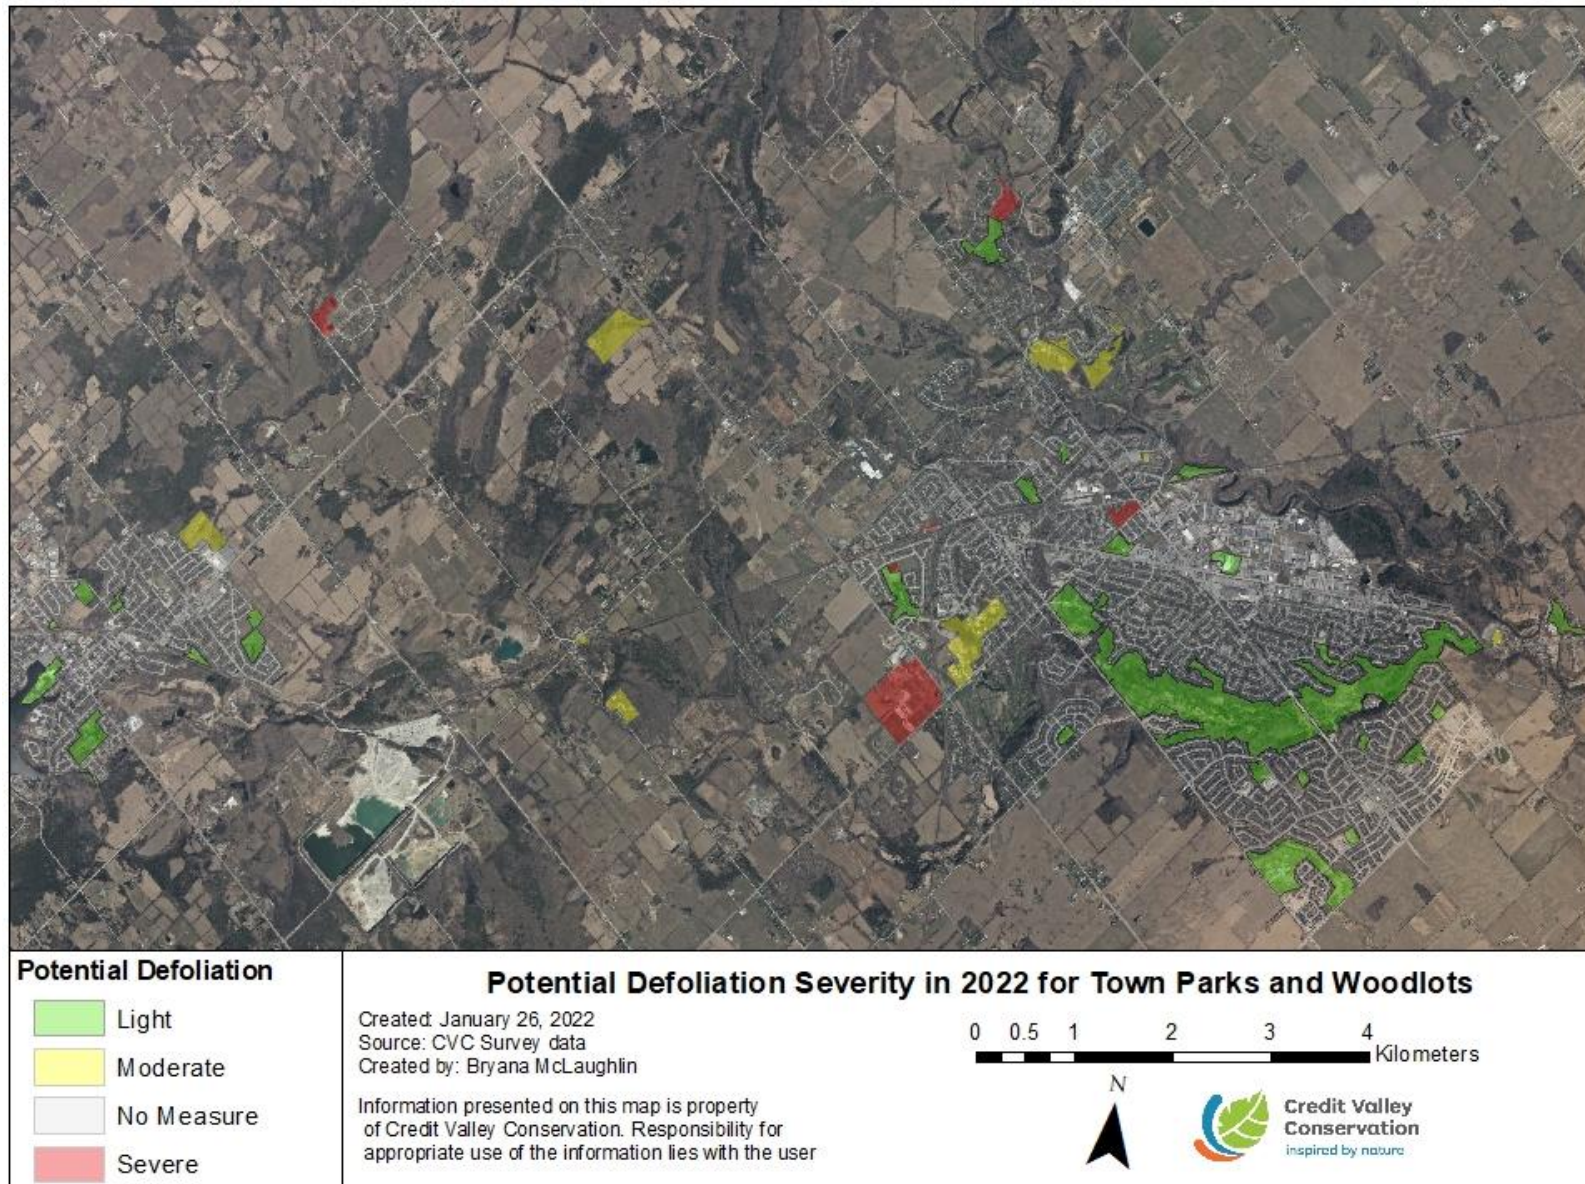 Potential Defoliation
Light
Moderate
No Measure
Severe
Potential Defoliation Severity in 2022 for Town Parks and Woodlots
Created: January 26, 2022
Source: CVC Survey data
Created by: Bryana McLaughlin
Information presented on this map is property
of Credit Valley Conservation. Responsibility for
appropriate use of the information lies with the user
0 0.5 1 2 3 4
Kilometers
N
Credit Valley
Conservation
inspired by nature